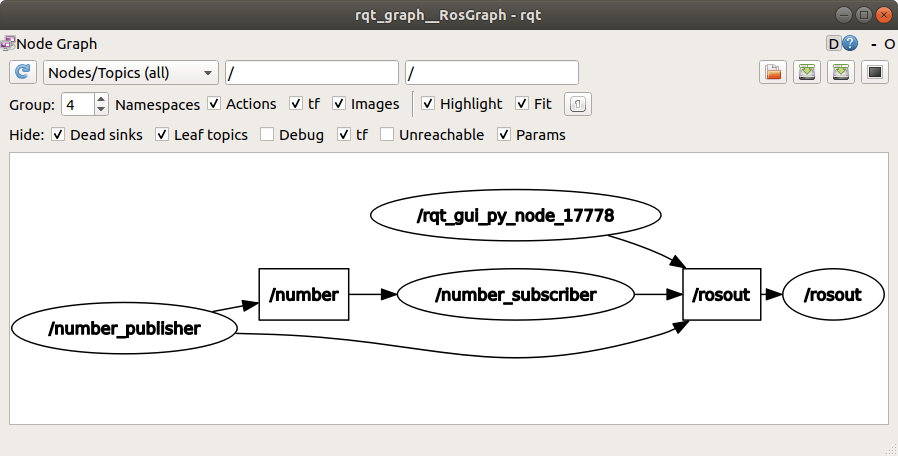 rqt_graph__RosGraph - rqt
Node Graph
D ? - O
Nodes/Topics (all) / /
Group: 4 Namespaces Actions tf Images Highlight Fit
Hide: Dead sinks Leaf topics Debug tf Unreachable Params
/rqt_gui_py_node_17778
/number /number_subscriber /rosout /rosout
/number_publisher